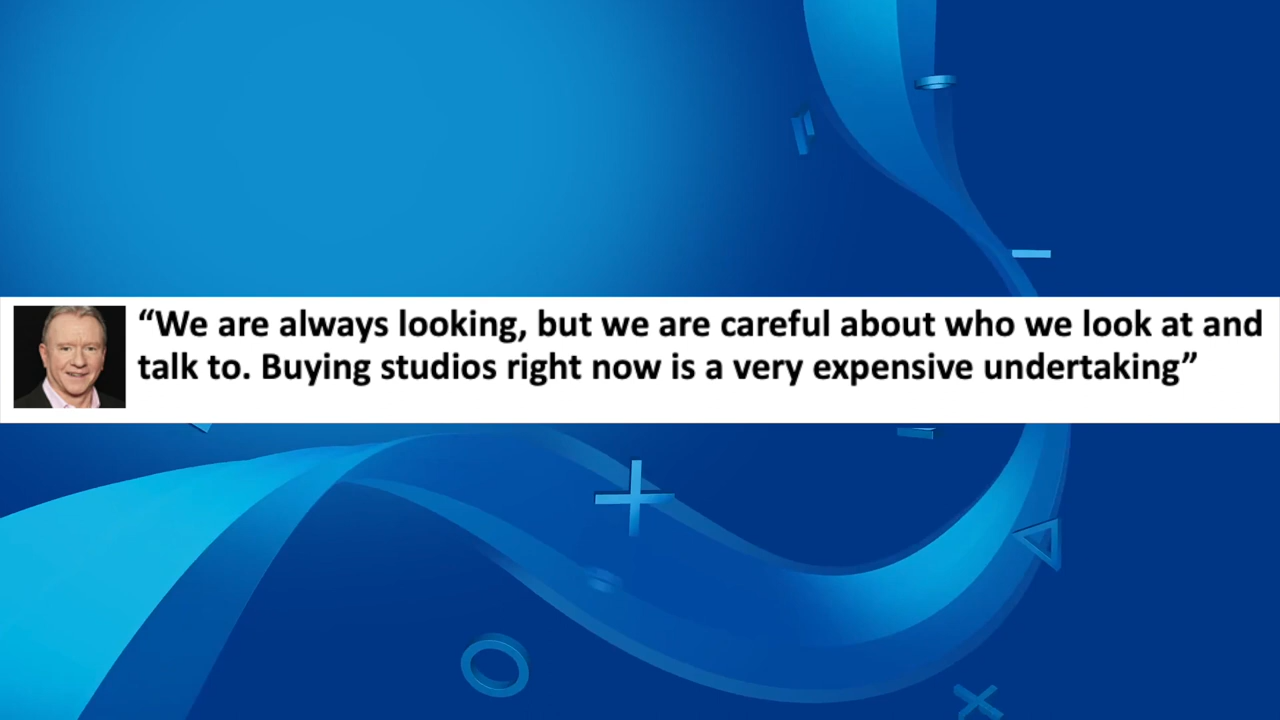 “We are always looking, but we are careful about who we look at and
talk to. Buying studios right now is a very expensive undertaking”